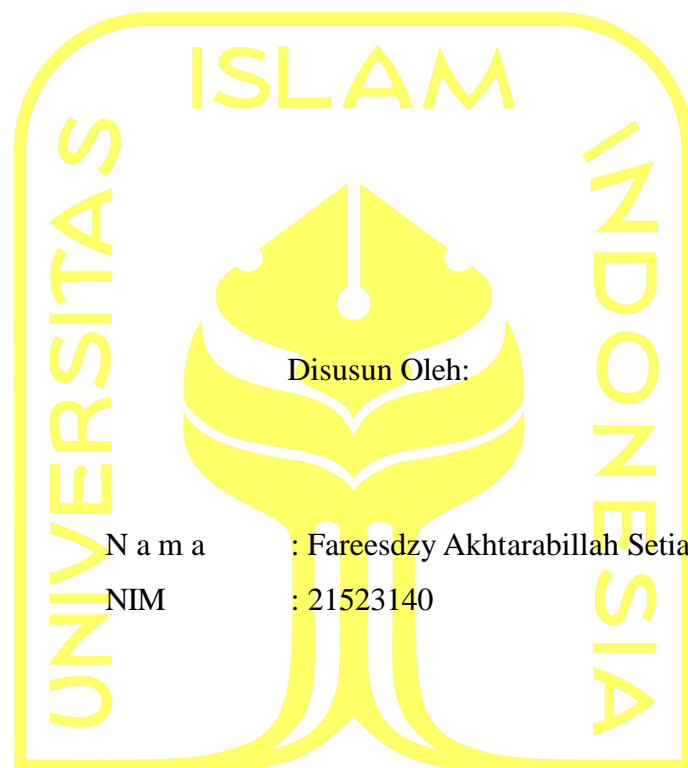 ISLAM
UNIVERSITAS
INDONESIA
Disusun Oleh:
N a m a : Fareesdzy Akhtarabillah Setia
NIM : 21523140